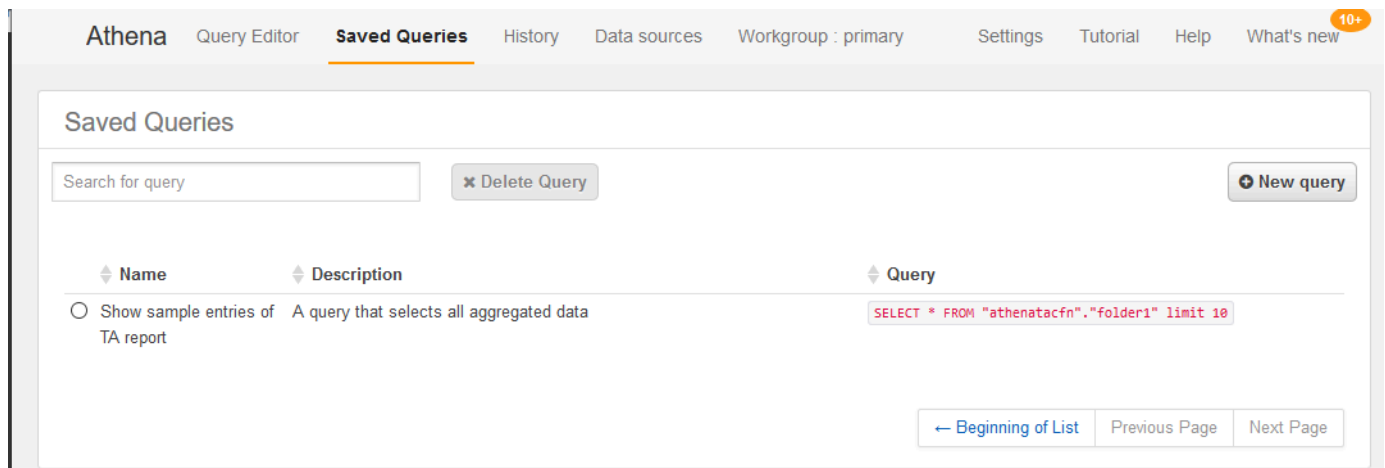 Athena Query Editor Saved Queries History Data sources Workgroup : primary Settings Tutorial Help What's new 10+
Saved Queries
Search for query ✖ Delete Query New query
Name Description Query
Show sample entries of A query that selects all aggregated data SELECT * FROM "athenatacfn"."folder1" limit 10
TA report
← Beginning of List Previous Page Next Page